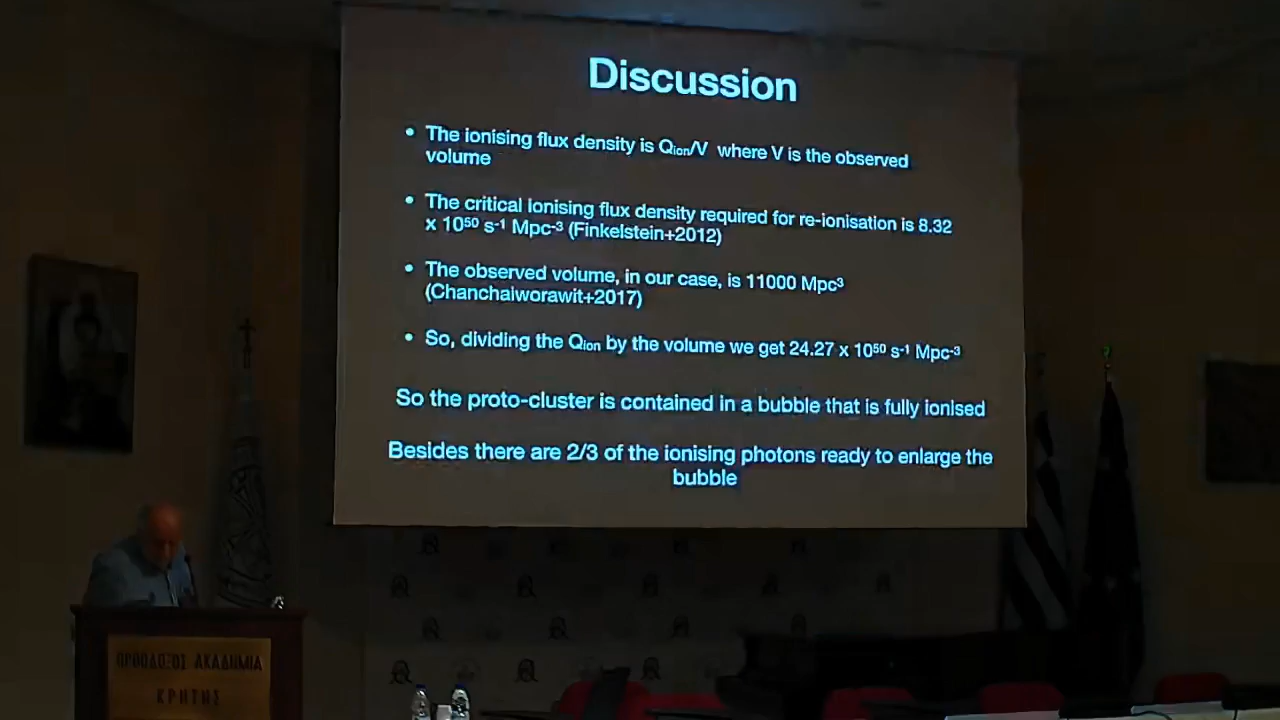 Discussion
• The ionising flux density is Qion/V where V is the observed
volume
• The critical Ionising flux density required for re-ionisation is 8.32
x 10⁵⁰ s⁻¹ Mpc⁻³ (Finkelstein+2012)
• The observed volume, in our case, is 11000 Mpc³
(Chanchaiworawit+2017)
• So, dividing the Qion by the volume we get 24.27 x 10⁵⁰ s⁻¹ Mpc⁻³
So the proto-cluster is contained in a bubble that is fully ionised
Besides there are 2/3 of the ionising photons ready to enlarge the
bubble
ΟΡΘΟΔΟΞΟΣ ΑΚΑΔΗΜΙΑ
ΚΡΗΤΗΣ